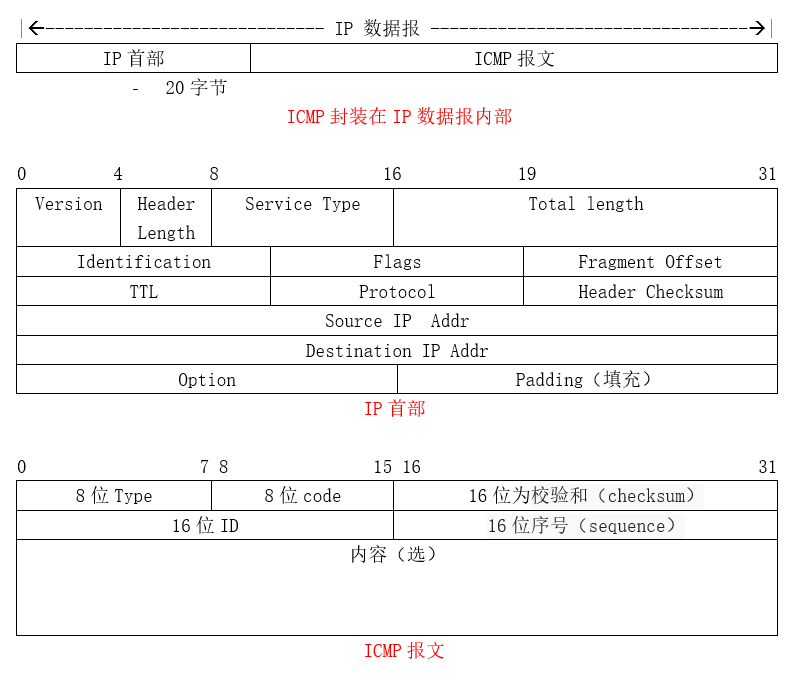 |←---------------------------- IP 数据报 ---------------------------------→|
IP 首部 ICMP 报文
- 20 字节
ICMP 封装在 IP 数据报内部
0 4 8 16 19 31
Version Header Service Type Total length
Length
Identification Flags Fragment Offset
TTL Protocol Header Checksum
Source IP Addr
Destination IP Addr
Option Padding（填充）
IP 首部
0 7 8 15 16 31
8 位 Type 8 位 code 16 位为校验和（checksum）
16 位 ID 16 位序号（sequence）
内容（选）
ICMP 报文